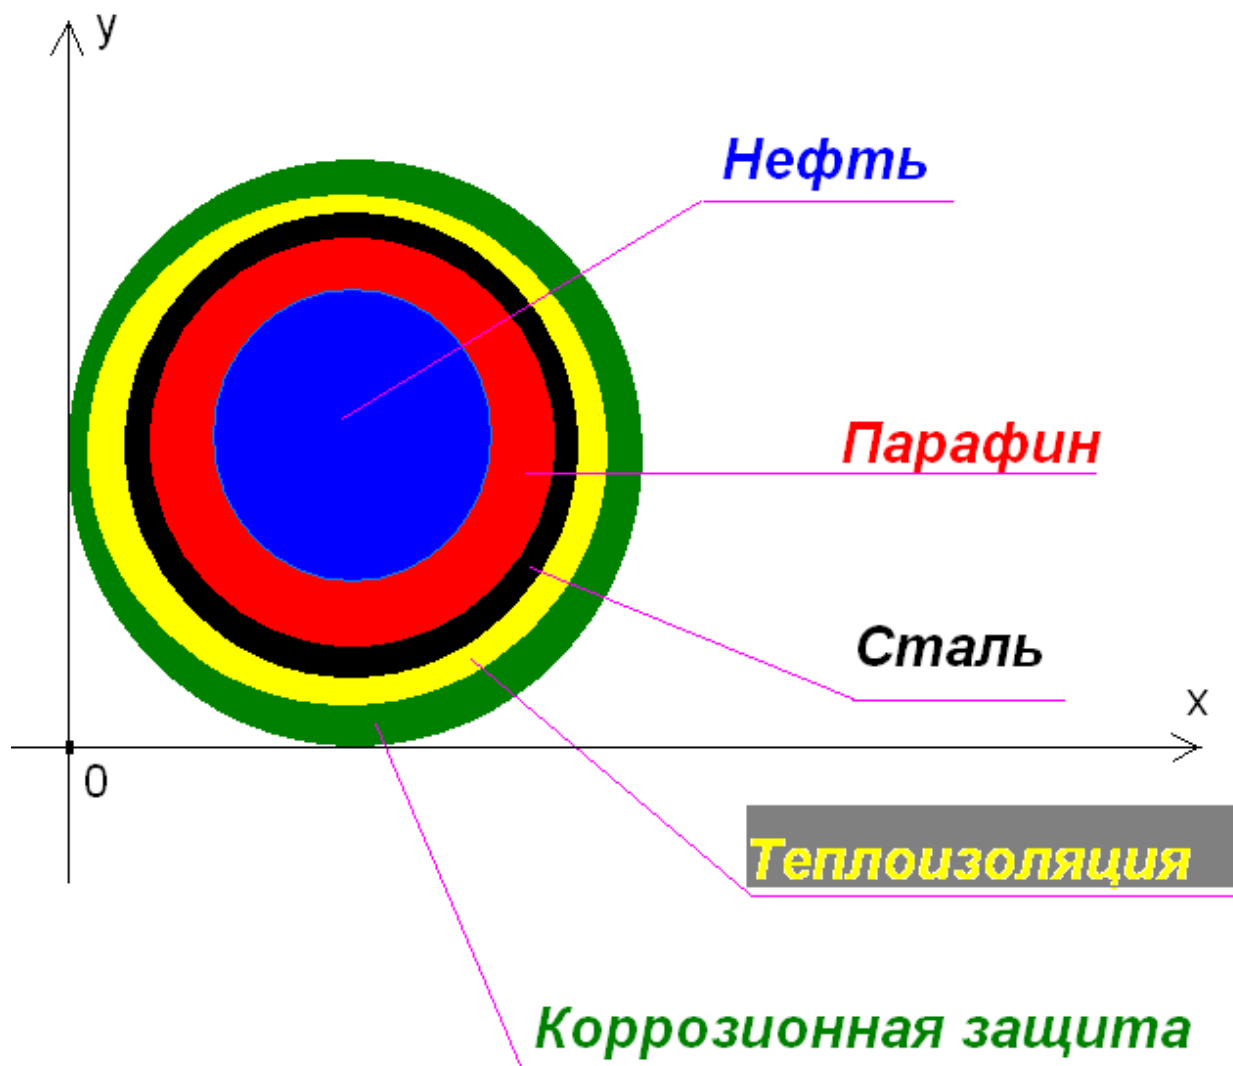 y
Нефть
Парафин
Сталь
x
0
Теплоизоляция
Коррозионная защита